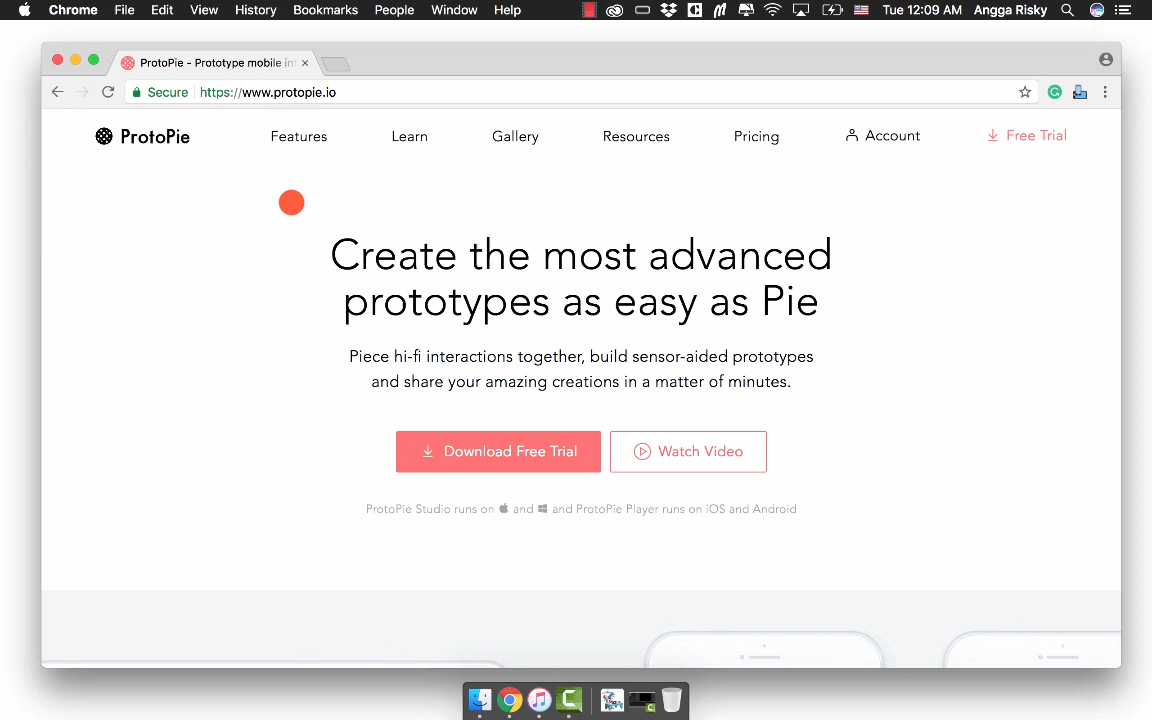 Chrome File Edit View History Bookmarks People Window Help Tue 12:09 AM Angga Risky
ProtoPie - Prototype mobile in
Secure https://www.protopie.io
ProtoPie Features Learn Gallery Resources Pricing Account Free Trial
Create the most advanced
prototypes as easy as Pie
Piece hi-fi interactions together, build sensor-aided prototypes
and share your amazing creations in a matter of minutes.
Download Free Trial Watch Video
ProtoPie Studio runs on and and ProtoPie Player runs on iOS and Android